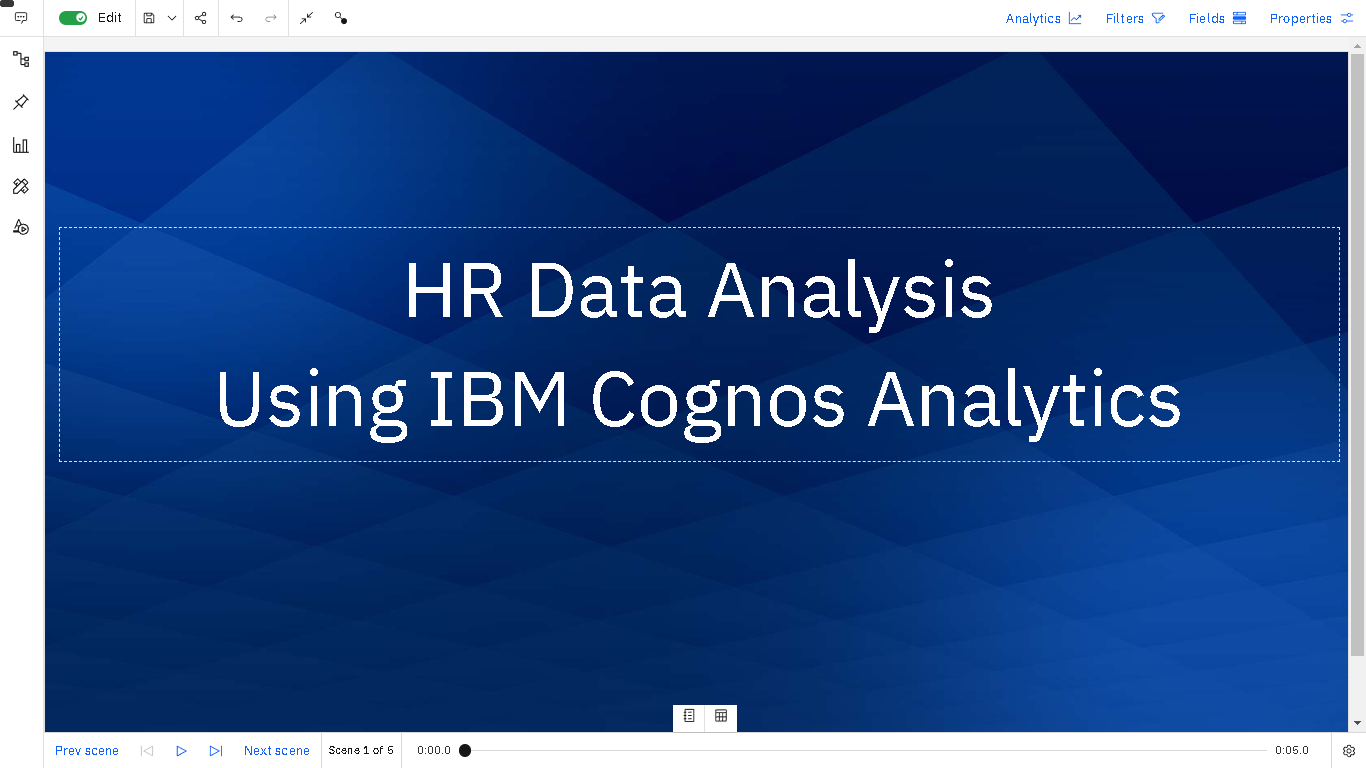 Edit
Analytics
Filters
Fields
Properties
HR Data Analysis
Using IBM Cognos Analytics
Prev scene
Next scene
Scene 1 of 6
0:00.0
0:05.0